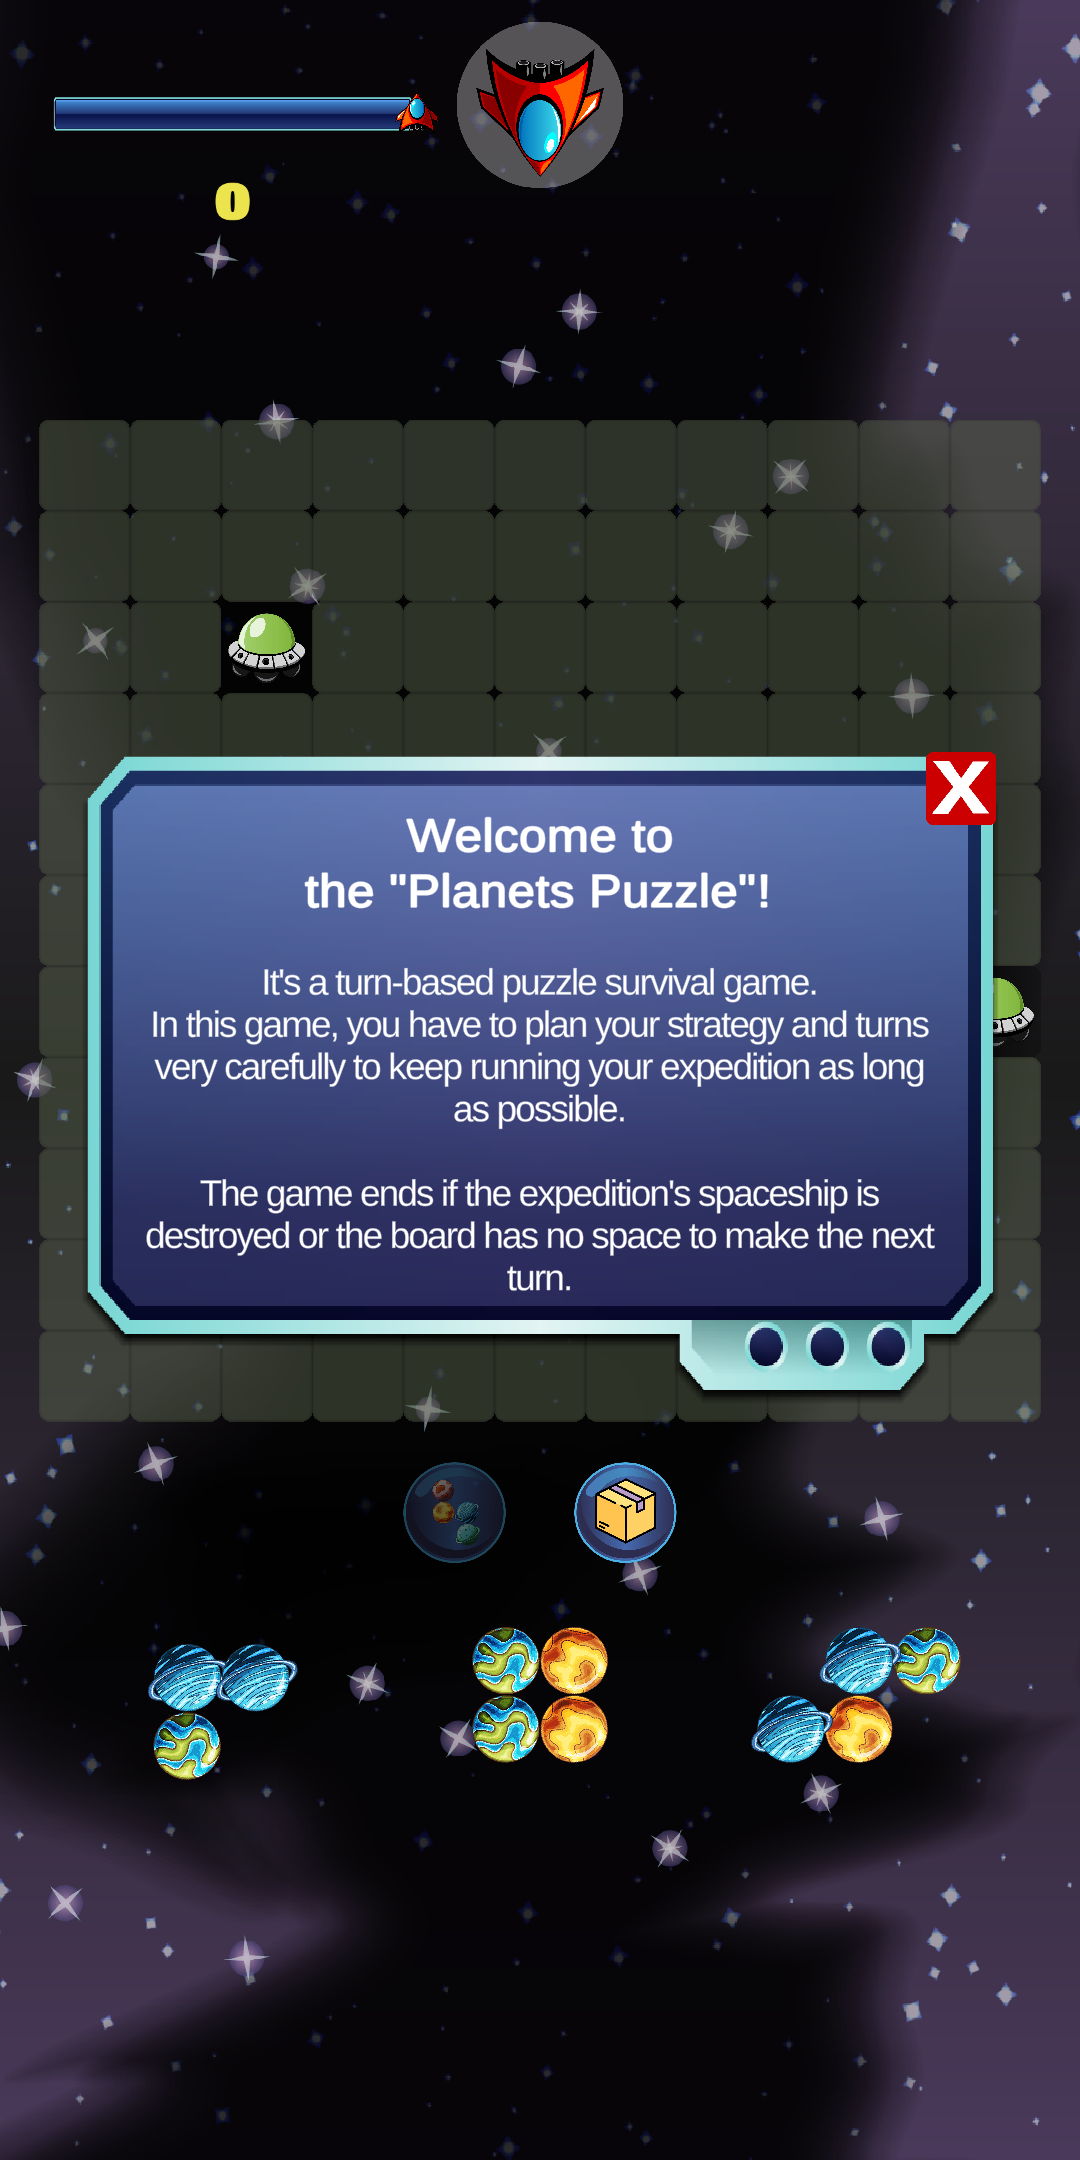 0
X
Welcome to
the "Planets Puzzle"!
It's a turn-based puzzle survival game.
In this game, you have to plan your strategy and turns
very carefully to keep running your expedition as long
as possible.
The game ends if the expedition's spaceship is
destroyed or the board has no space to make the next
turn.